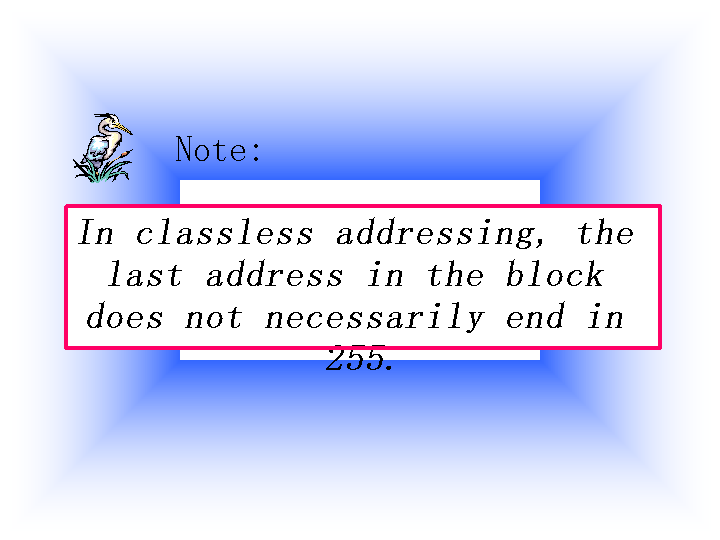 Note:
In classless addressing, the
last address in the block
does not necessarily end in
255.